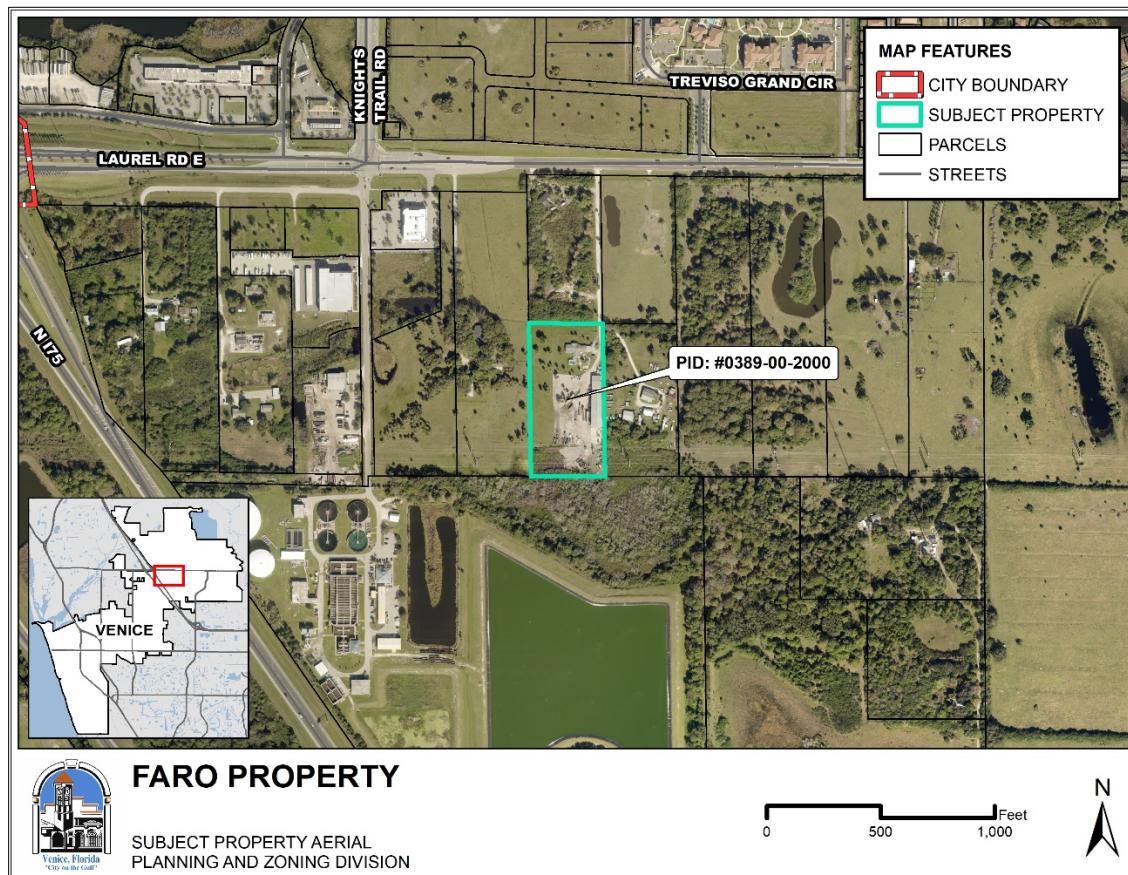 MAP FEATURES
CITY BOUNDARY
SUBJECT PROPERTY
PARCELS
STREETS
KNIGHTS
TRAIL RD
TREVISO GRAND CIR
LAUREL RD E
N I75
PID: #0389-00-2000
VENICE
FARO PROPERTY
SUBJECT PROPERTY AERIAL
PLANNING AND ZONING DIVISION
Venice, Florida
"City on the Gulf"
Feet
0 500 1,000
N